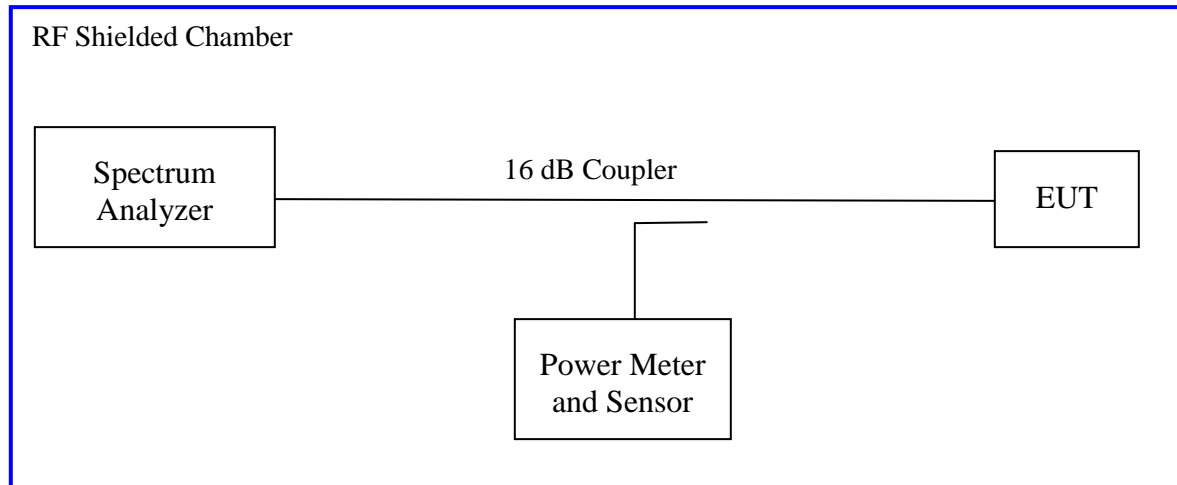 RF Shielded Chamber
16 dB Coupler
Spectrum
Analyzer
EUT
Power Meter
and Sensor